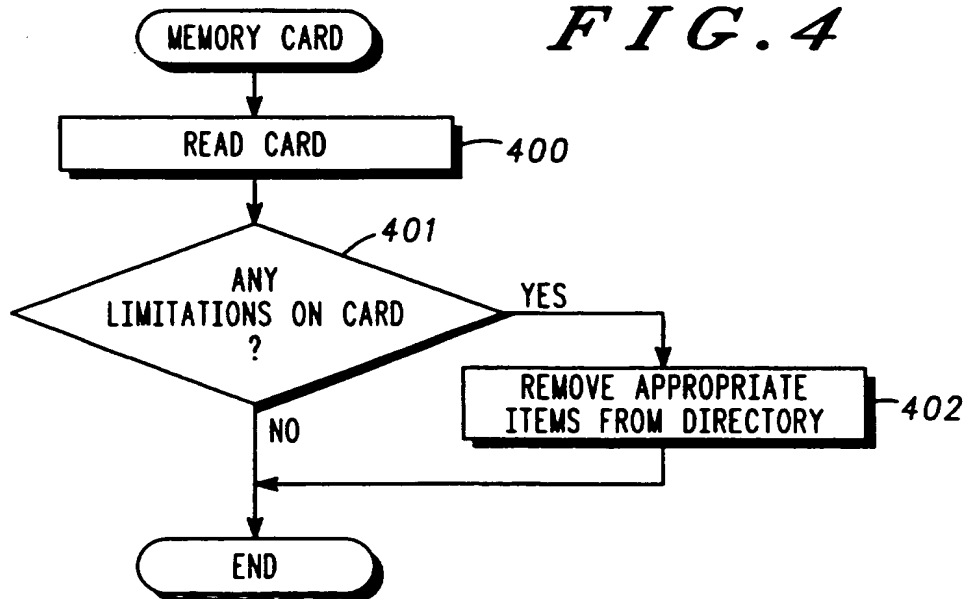 FIG.4
MEMORY CARD
READ CARD
400
401
ANY
LIMITATIONS ON CARD
?
YES
REMOVE APPROPRIATE
ITEMS FROM DIRECTORY
402
NO
END